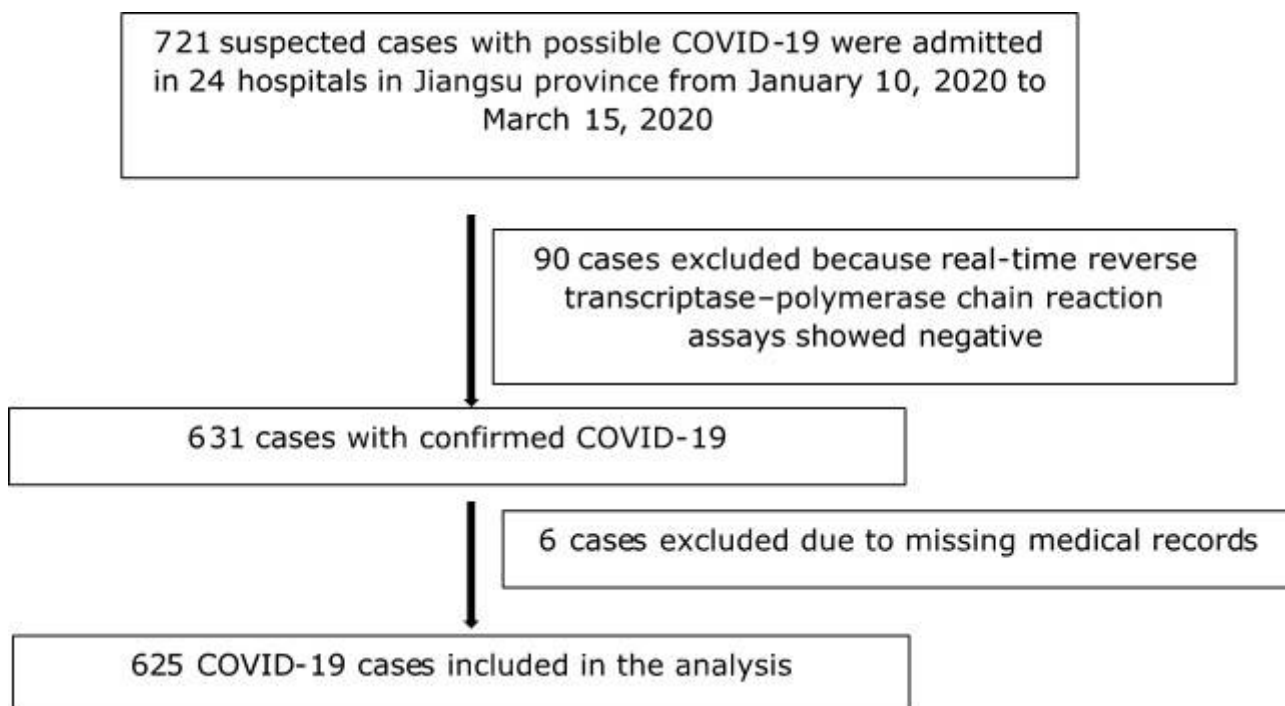 721 suspected cases with possible COVID-19 were admitted
in 24 hospitals in Jiangsu province from January 10, 2020 to
March 15, 2020
90 cases excluded because real-time reverse
transcriptase–polymerase chain reaction
assays showed negative
631 cases with confirmed COVID-19
6 cases excluded due to missing medical records
625 COVID-19 cases included in the analysis